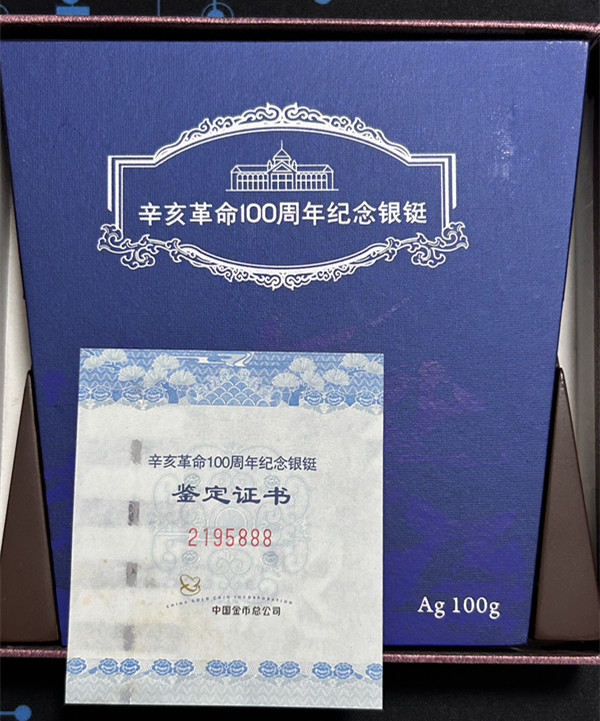 辛亥革命100周年纪念银铤
辛亥革命100周年纪念银铤
鉴定证书
2195888
CHINA GOLD COIN INCORPORATION
中国金币总公司
Ag 100g